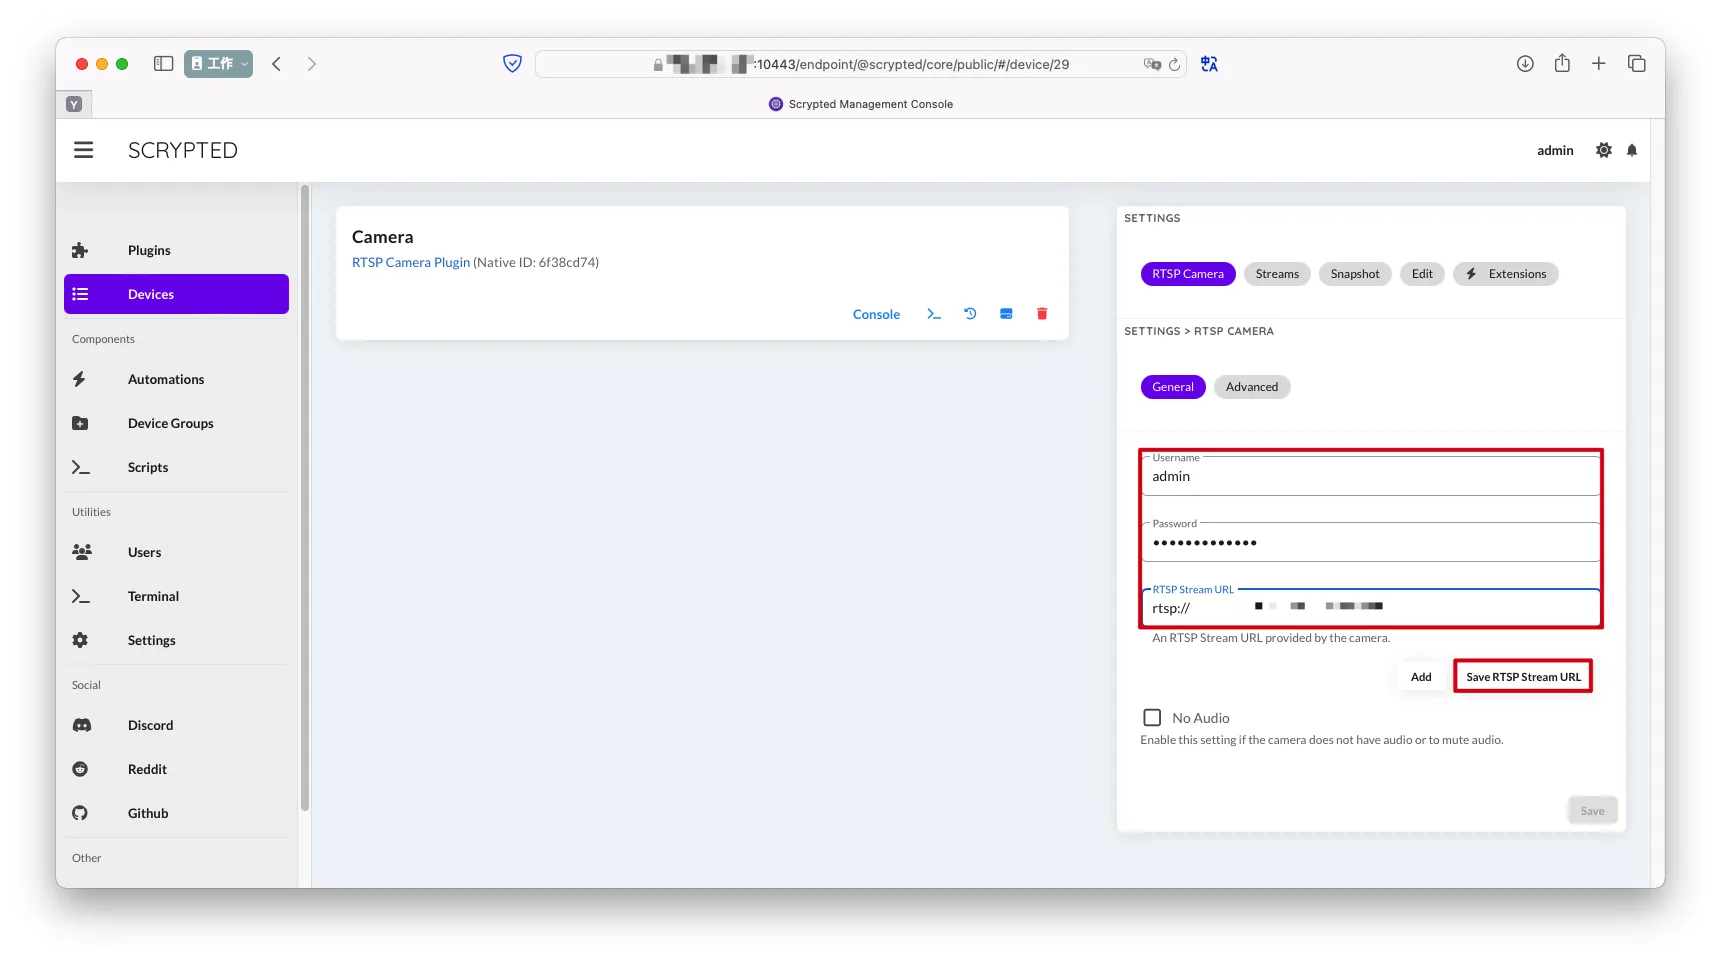 工作
:10443/endpoint/@scrypted/core/public/#/device/29
Y
Scrypted Management Console
SCRYPTED
admin
Plugins
Devices
Components
Automations
Device Groups
Scripts
Utilities
Users
Terminal
Settings
Social
Discord
Reddit
Github
Other
Camera
RTSP Camera Plugin (Native ID: 6f38cd74)
Console
SETTINGS
RTSP Camera Streams Snapshot Edit Extensions
SETTINGS > RTSP CAMERA
General Advanced
Username
admin
Password
•••••••••••••
RTSP Stream URL
rtsp://
An RTSP Stream URL provided by the camera.
Add Save RTSP Stream URL
No Audio
Enable this setting if the camera does not have audio or to mute audio.
Save